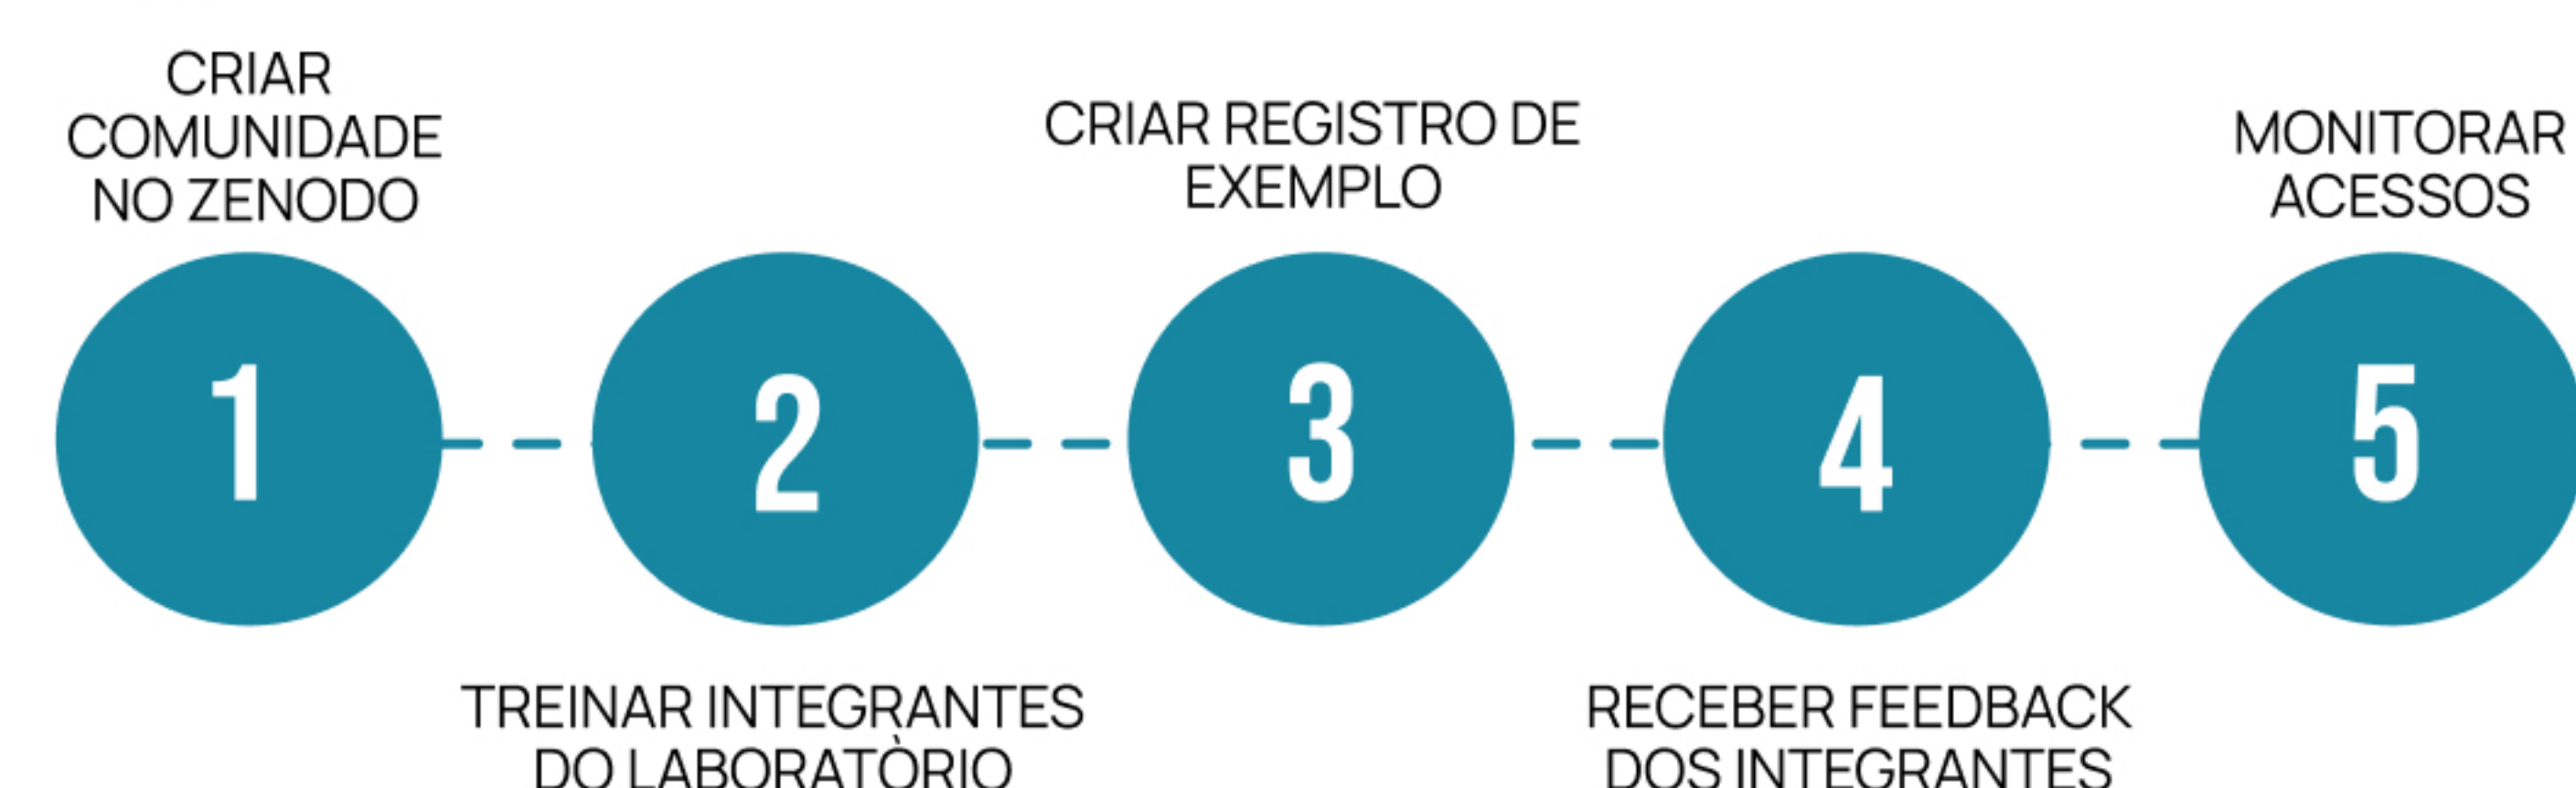 CRIAR
COMUNIDADE
NO ZENODO
1
2
TREINAR INTEGRANTES
DO LABORATÒRIO
CRIAR REGISTRO DE
EXEMPLO
3
4
RECEBER FEEDBACK
DOS INTEGRANTES
MONITORAR
ACESSOS
5